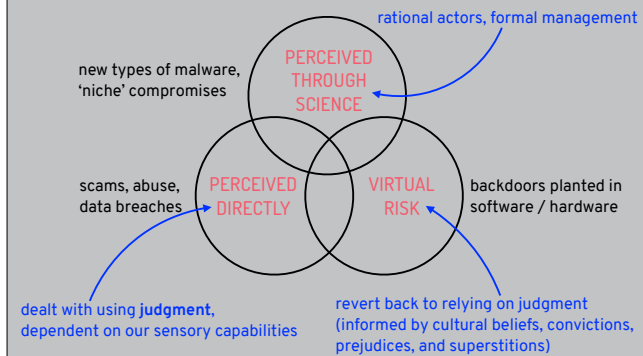 rational actors, formal management
PERCEIVED
THROUGH
SCIENCE
new types of malware,
‘niche’ compromises
scams, abuse,
data breaches
PERCEIVED
DIRECTLY
VIRTUAL
RISK
backdoors planted in
software / hardware
dealt with using judgment,
dependent on our sensory capabilities
revert back to relying on judgment
(informed by cultural beliefs, convictions,
prejudices, and superstitions)